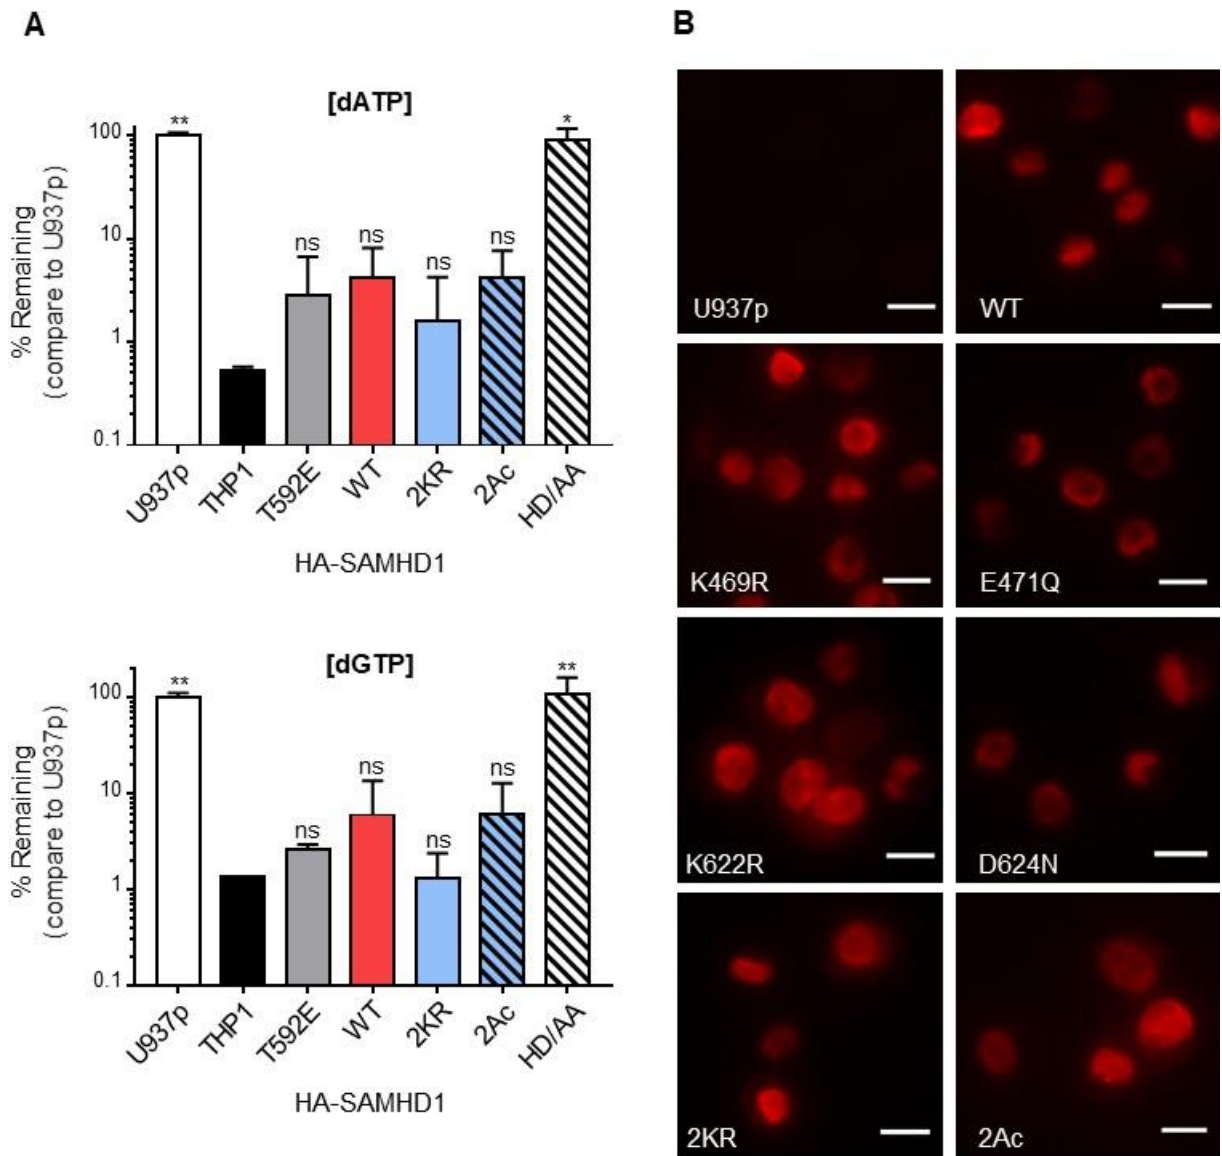 A
[dATP]
% Remaining
(compare to U937p)
100
10
1
0.1
**
ns
ns
ns
ns
*
U937p
THP1
T592E
WT
2KR
2Ac
HD/AA
HA-SAMHD1
[dGTP]
% Remaining
(compare to U937p)
100
10
1
0.1
**
ns
ns
ns
ns
**
U937p
THP1
T592E
WT
2KR
2Ac
HD/AA
HA-SAMHD1
B
U937p
WT
K469R
E471Q
K622R
D624N
2KR
2Ac